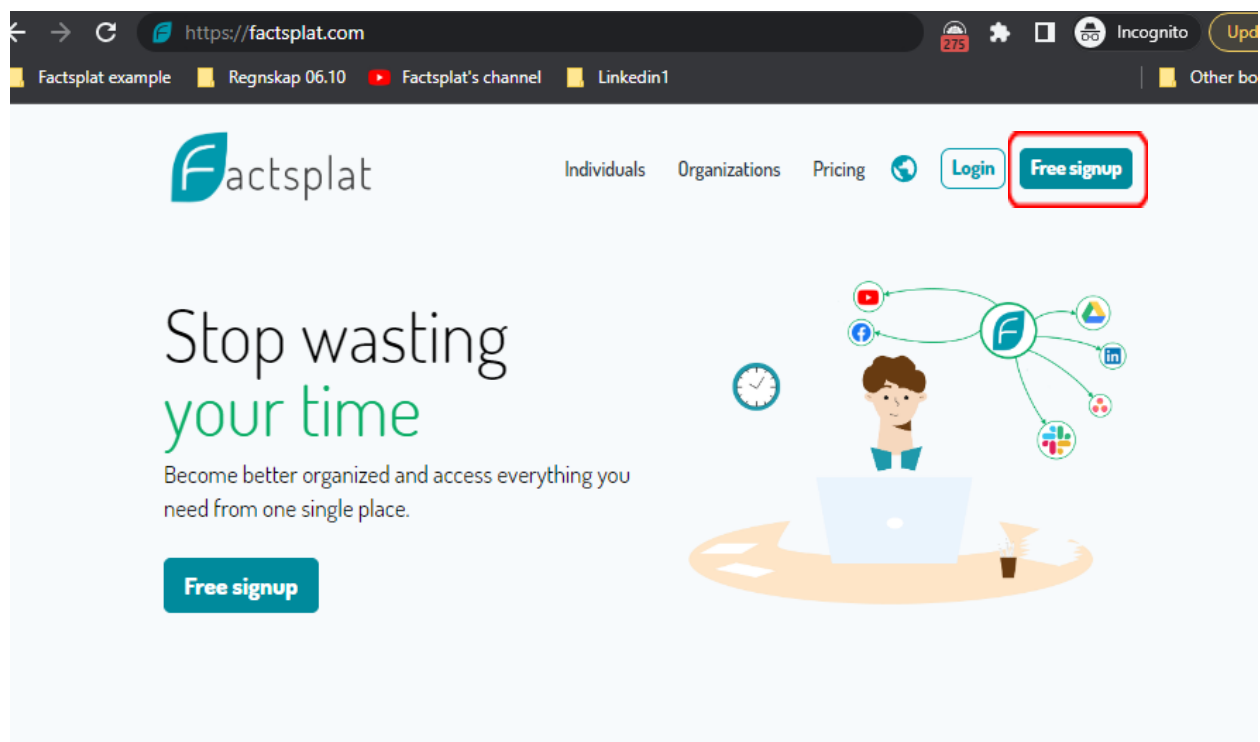 https://factsplat.com
275
Incognito
Upd
Factsplat example
Regnskap 06.10
Factsplat's channel
Linkedin1
Other bo
Factsplat
Individuals
Organizations
Pricing
Login
Free signup
Stop wasting
your time
Become better organized and access everything you
need from one single place.
Free signup
in